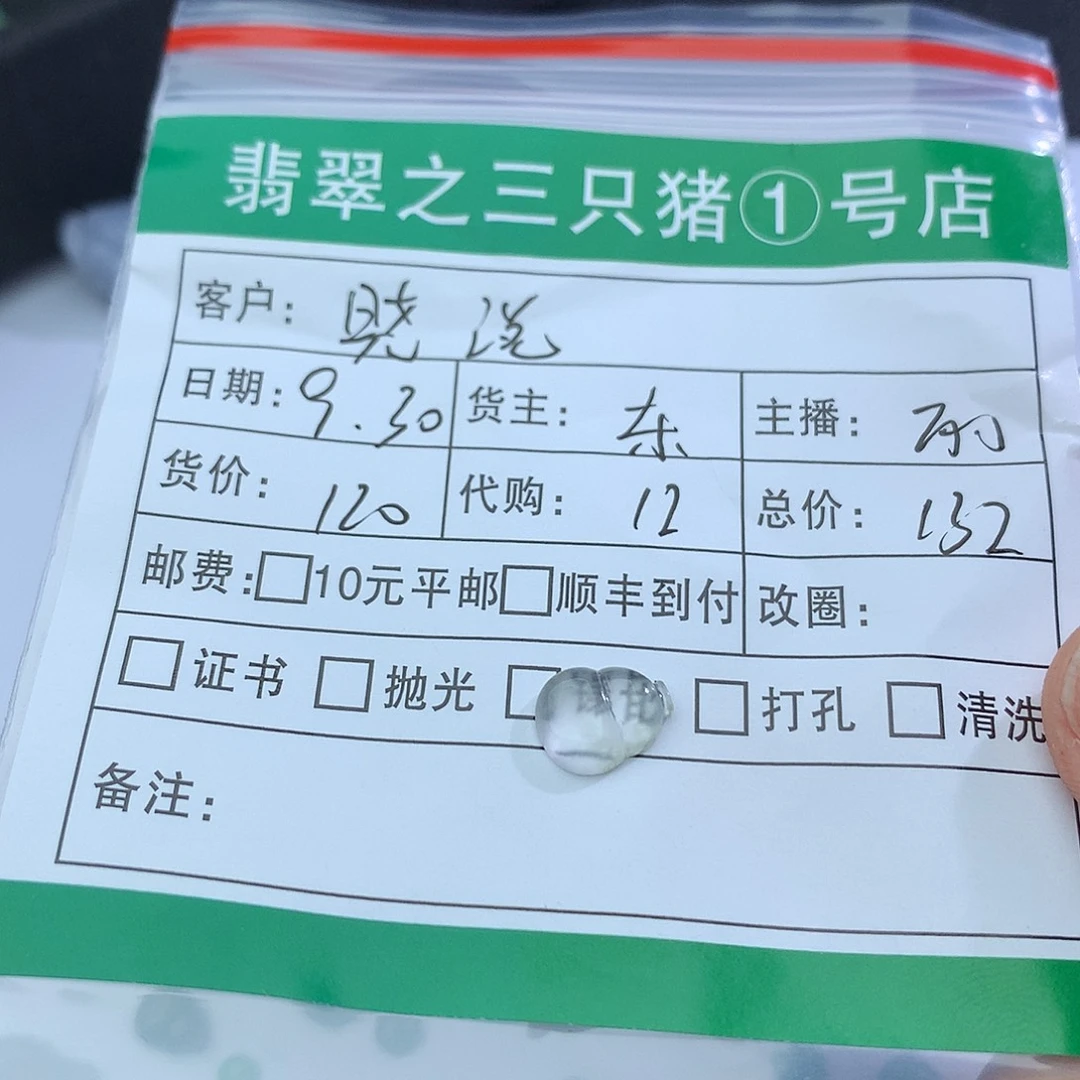 翡翠之三只猪①号店
客户: 晓
日期: 9.30 货主: 东 主播: 丽
货价: 120 代购: 12 总价: 132
邮费: □10元平邮□顺丰到付 改圈:
□证书 □抛光 □ □打孔 □清洗
备注: